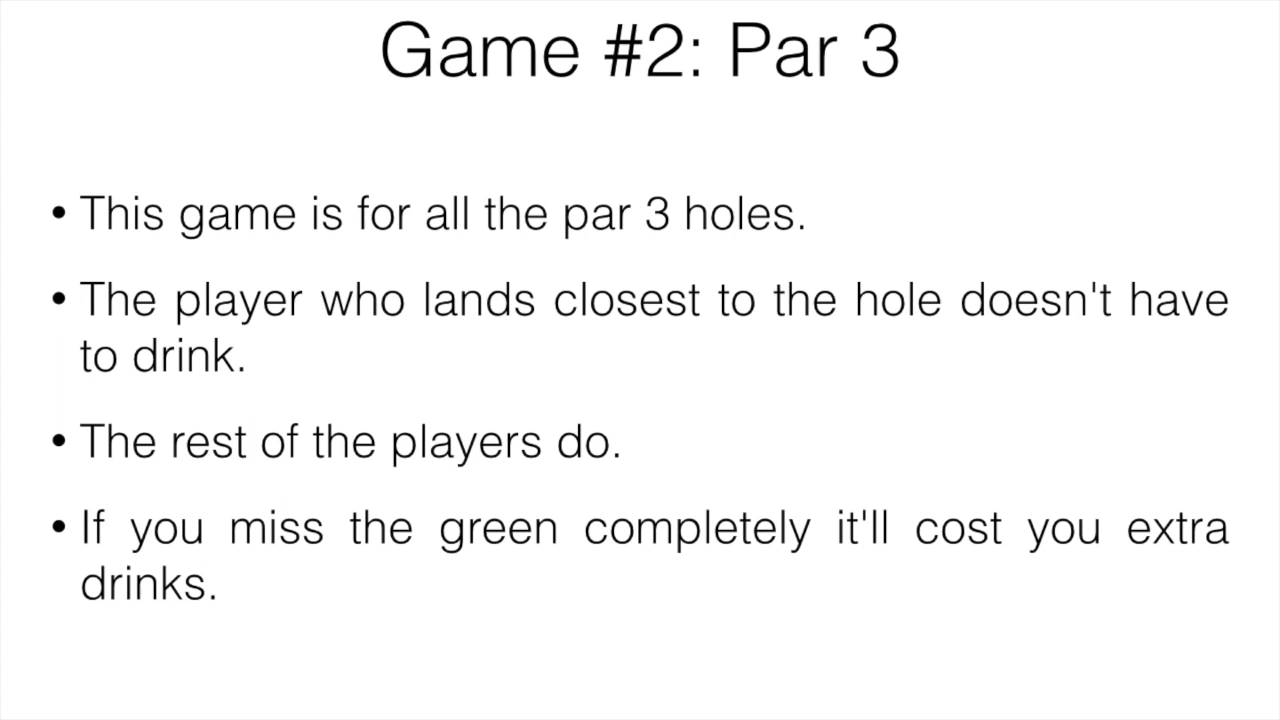 Game #2: Par 3
• This game is for all the par 3 holes.
• The player who lands closest to the hole doesn't have
to drink.
• The rest of the players do.
• If you miss the green completely it'll cost you extra
drinks.